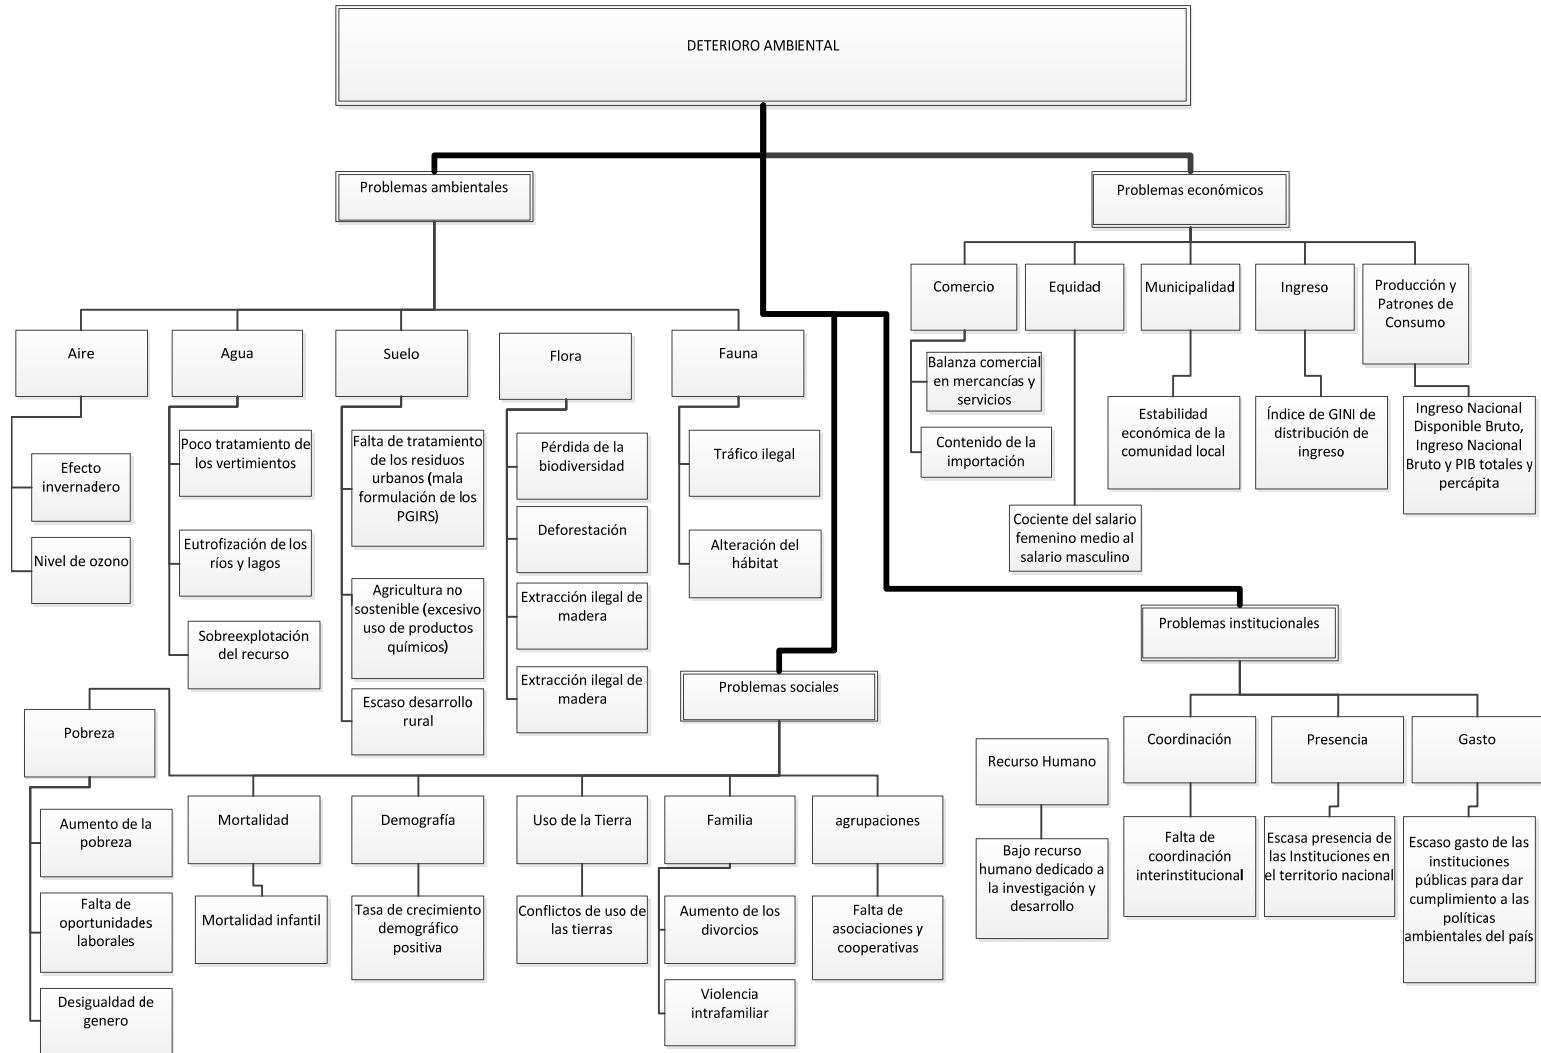 DETERIORO AMBIENTAL
Problemas ambientales
Problemas económicos
Comercio
Equidad
Municipalidad
Ingreso
Producción y
Patrones de
Consumo
Balanza comercial
en mercancías y
servicios
Contenido de la
importación
Cociente del salario
femenino medio al
salario masculino
Estabilidad
económica de la
comunidad local
Índice de GINI de
distribución de
ingreso
Ingreso Nacional
Disponible Bruto,
Ingreso Nacional
Bruto y PIB totales y
percápita
Aire
Agua
Suelo
Flora
Fauna
Efecto
invernadero
Nivel de ozono
Poco tratamiento de
los vertimientos
Eutrofización de los
ríos y lagos
Sobreexplotación
del recurso
Falta de tratamiento
de los residuos
urbanos (mala
formulación de los
PGIRS)
Agricultura no
sostenible (excesivo
uso de productos
químicos)
Escaso desarrollo
rural
Pérdida de la
biodiversidad
Deforestación
Extracción ilegal de
madera
Extracción ilegal de
madera
Tráfico ilegal
Alteración del
hábitat
Problemas institucionales
Recurso Humano
Coordinación
Presencia
Gasto
Bajo recurso
humano dedicado a
la investigación y
desarrollo
Falta de
coordinación
interinstitucional
Escasa presencia de
las Instituciones en
el territorio nacional
Escaso gasto de las
instituciones
públicas para dar
cumplimiento a las
políticas
ambientales del país
Problemas sociales
Pobreza
Mortalidad
Demografía
Uso de la Tierra
Familia
agrupaciones
Aumento de la
pobreza
Falta de
oportunidades
laborales
Desigualdad de
genero
Mortalidad infantil
Tasa de crecimiento
demográfico
positiva
Conflictos de uso de
las tierras
Aumento de los
divorcios
Violencia
intrafamiliar
Falta de
asociaciones y
cooperativas